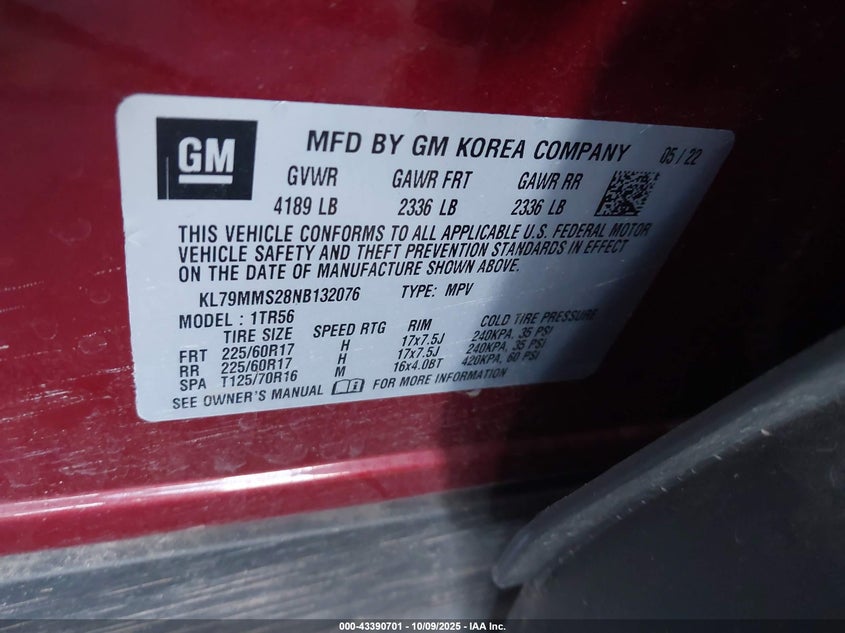 GM
MFD BY GM KOREA COMPANY 05 / 22
GVWR GAWR FRT GAWR RR
4189 LB 2336 LB 2336 LB
THIS VEHICLE CONFORMS TO ALL APPLICABLE U.S. FEDERAL MOTOR
VEHICLE SAFETY AND THEFT PREVENTION STANDARDS IN EFFECT
ON THE DATE OF MANUFACTURE SHOWN ABOVE.
KL79MMS28NB132076 TYPE: MPV
MODEL : 1TR56
TIRE SIZE SPEED RTG RIM COLD TIRE PRESSURE
FRT 225/60R17 H 17x7.5J 240KPA, 35 PSI
RR 225/60R17 H 17x7.5J 240KPA, 35 PSI
SPA T125/70R16 M 16x4.0BT 420KPA, 60 PSI
SEE OWNER'S MANUAL FOR MORE INFORMATION
000-43390701 - 10/09/2025 - IAA Inc.